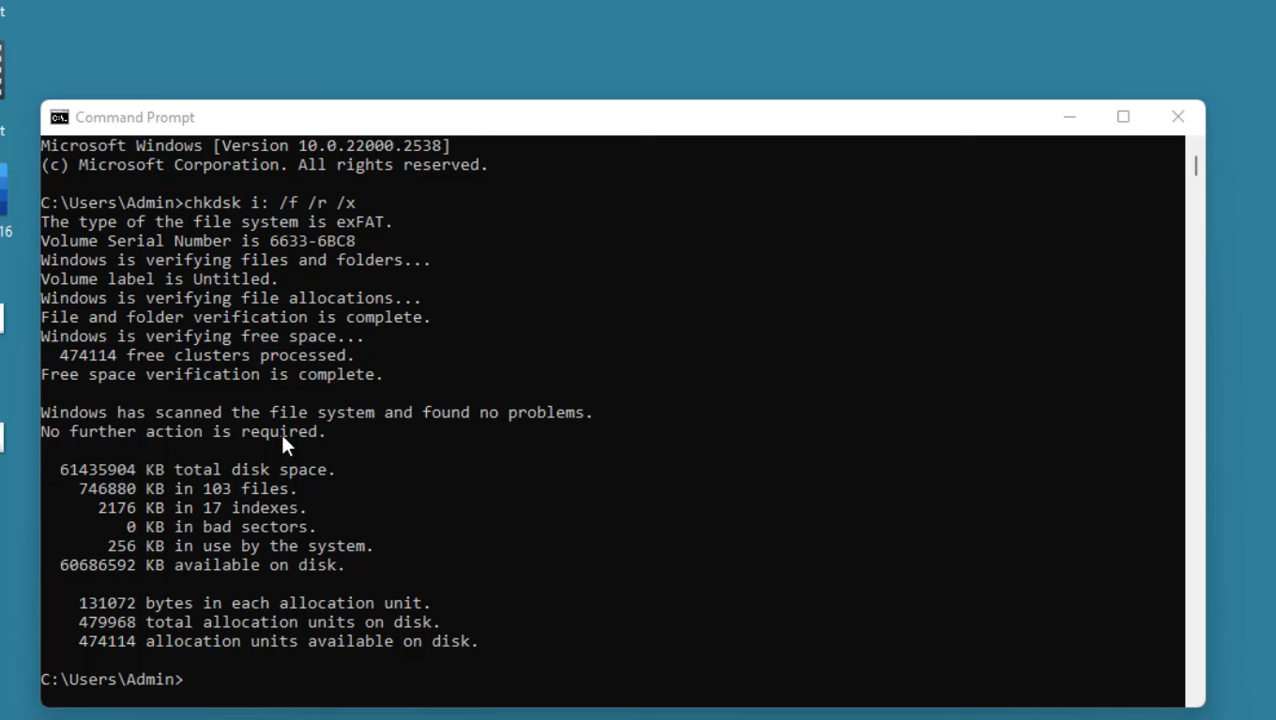 t
t
16
Command Prompt
Microsoft Windows [Version 10.0.22000.2538]
(c) Microsoft Corporation. All rights reserved.
C:\Users\Admin>chkdsk i: /f /r /x
The type of the file system is exFAT.
Volume Serial Number is 6633-6BC8
Windows is verifying files and folders...
Volume label is Untitled.
Windows is verifying file allocations...
File and folder verification is complete.
Windows is verifying free space...
474114 free clusters processed.
Free space verification is complete.
Windows has scanned the file system and found no problems.
No further action is required.
61435904 KB total disk space.
746880 KB in 103 files.
2176 KB in 17 indexes.
0 KB in bad sectors.
256 KB in use by the system.
60686592 KB available on disk.
131072 bytes in each allocation unit.
479968 total allocation units on disk.
474114 allocation units available on disk.
C:\Users\Admin>